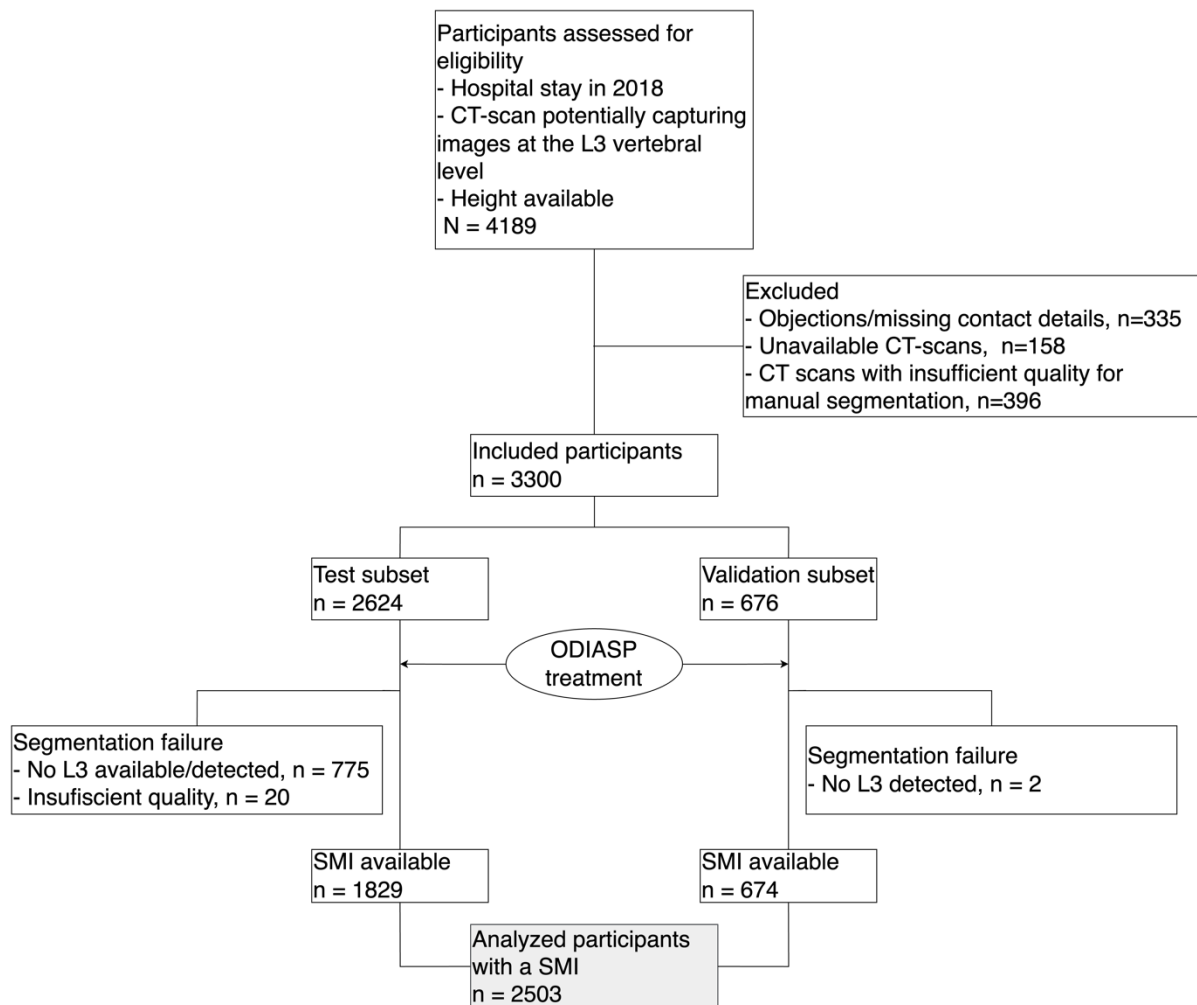 Participants assessed for
eligibility
- Hospital stay in 2018
- CT-scan potentially capturing
images at the L3 vertebral
level
- Height available
N = 4189
Excluded
- Objections/missing contact details, n=335
- Unavailable CT-scans, n=158
- CT scans with insufficient quality for
manual segmentation, n=396
Included participants
n = 3300
Test subset
n = 2624
Validation subset
n = 676
ODIASP
treatment
Segmentation failure
- No L3 available/detected, n = 775
- Insufiscient quality, n = 20
Segmentation failure
- No L3 detected, n = 2
SMI available
n = 1829
SMI available
n = 674
Analyzed participants
with a SMI
n = 2503